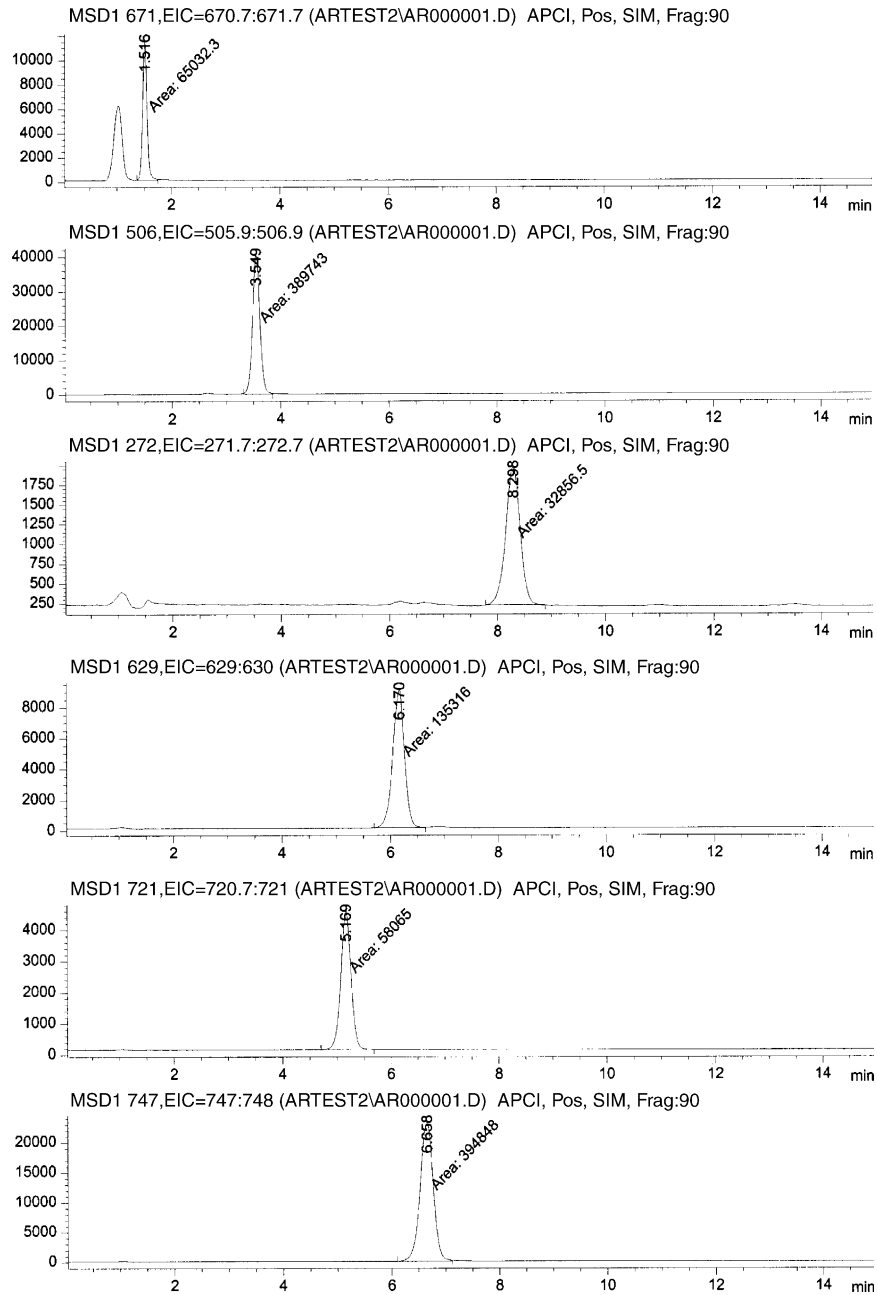 MSD1 671,EIC=670.7:671.7 (ARTEST2\AR000001.D)  APCI, Pos, SIM, Frag:90
10000
8000
6000
4000
2000
0
1.516
Area: 65032.3
2 4 6 8 10 12 14 min
MSD1 506,EIC=505.9:506.9 (ARTEST2\AR000001.D)  APCI, Pos, SIM, Frag:90
40000
30000
20000
10000
0
3.549
Area: 389743
2 4 6 8 10 12 14 min
MSD1 272,EIC=271.7:272.7 (ARTEST2\AR000001.D)  APCI, Pos, SIM, Frag:90
1750
1500
1250
1000
750
500
250
8.298
Area: 32856.5
2 4 6 8 10 12 14 min
MSD1 629,EIC=629:630 (ARTEST2\AR000001.D)  APCI, Pos, SIM, Frag:90
8000
6000
4000
2000
0
6.170
Area: 135316
2 4 6 8 10 12 14 min
MSD1 721,EIC=720.7:721 (ARTEST2\AR000001.D)  APCI, Pos, SIM, Frag:90
4000
3000
2000
1000
0
5.169
Area: 58065
2 4 6 8 10 12 14 min
MSD1 747,EIC=747:748 (ARTEST2\AR000001.D)  APCI, Pos, SIM, Frag:90
20000
15000
10000
5000
0
6.658
Area: 394848
2 4 6 8 10 12 14 min